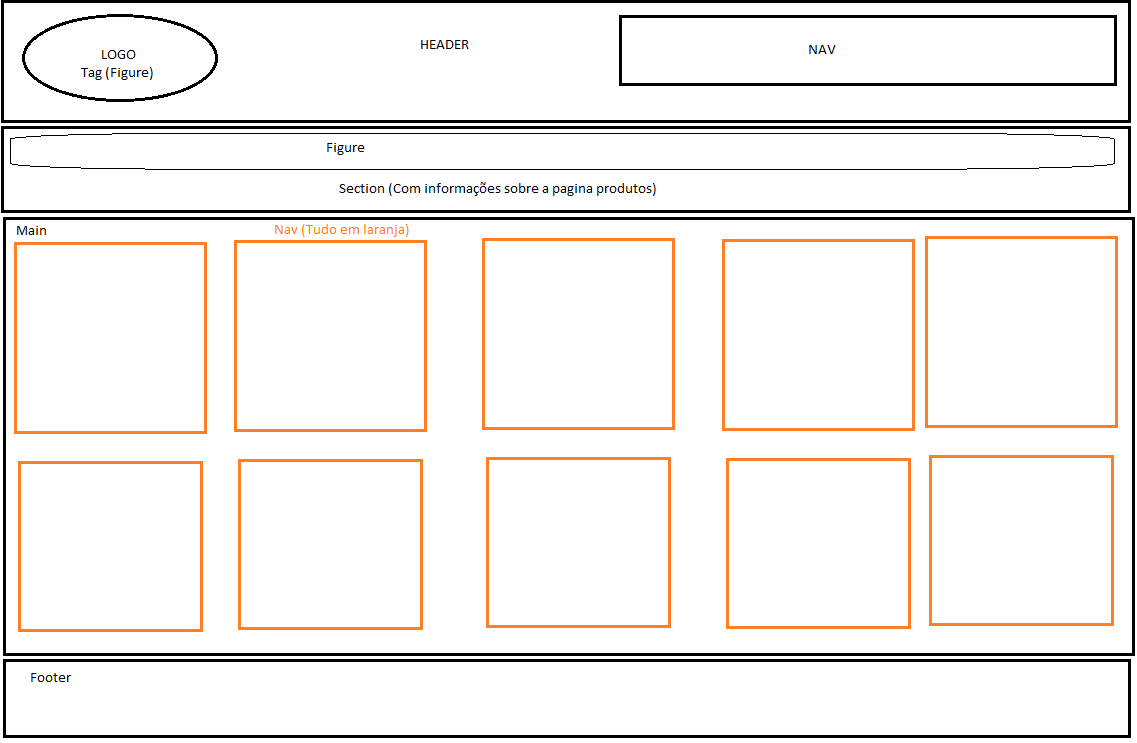 LOGO
Tag (Figure)
HEADER
NAV
Figure
Section (Com informações sobre a pagina produtos)
Main
Nav (Tudo em laranja)
Footer